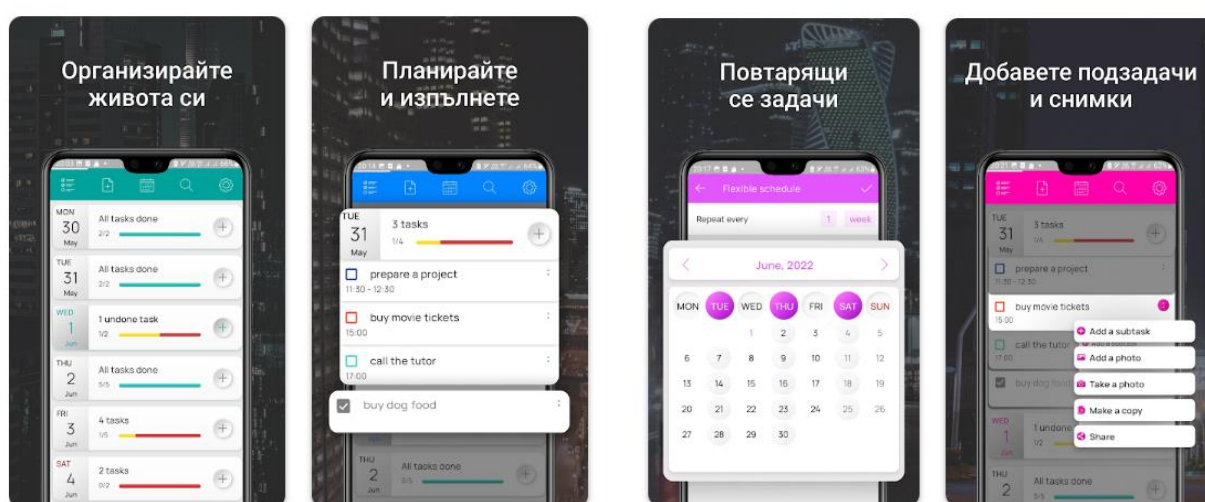 Организирайте
живота си
MON
30
May
All tasks done
2/2
TUE
31
May
All tasks done
2/2
WED
1
Jun
1 undone task
1/2
THU
2
Jun
All tasks done
5/5
FRI
3
Jun
4 tasks
1/5
SAT
4
Jun
2 tasks
0/2
Планирайте
и изпълнете
TUE
31
May
3 tasks
1/4
prepare a project
11:30 - 12:30
buy movie tickets
15:00
call the tutor
17:00
buy dog food
THU
2
All tasks done
5/5
Повтарящи
се задачи
20:17
63%
Flexible schedule
Repeat every 1 week
June, 2022
MON TUE WED THU FRI SAT SUN
1 2 3 4 5
6 7 8 9 10 11 12
13 14 15 16 17 18 19
20 21 22 23 24 25 26
27 28 29 30
Добавете подзадачи
и снимки
TUE
31
May
3 tasks
1/4
prepare a project
11:30 - 12:30
buy movie tickets
15:00
Add a subtask
call the tutor
17:00
Add a photo
buy dog food
Take a photo
Make a copy
WED
1
Jun
1 undone
1/2
Share
THU
2
All tasks done
5/5